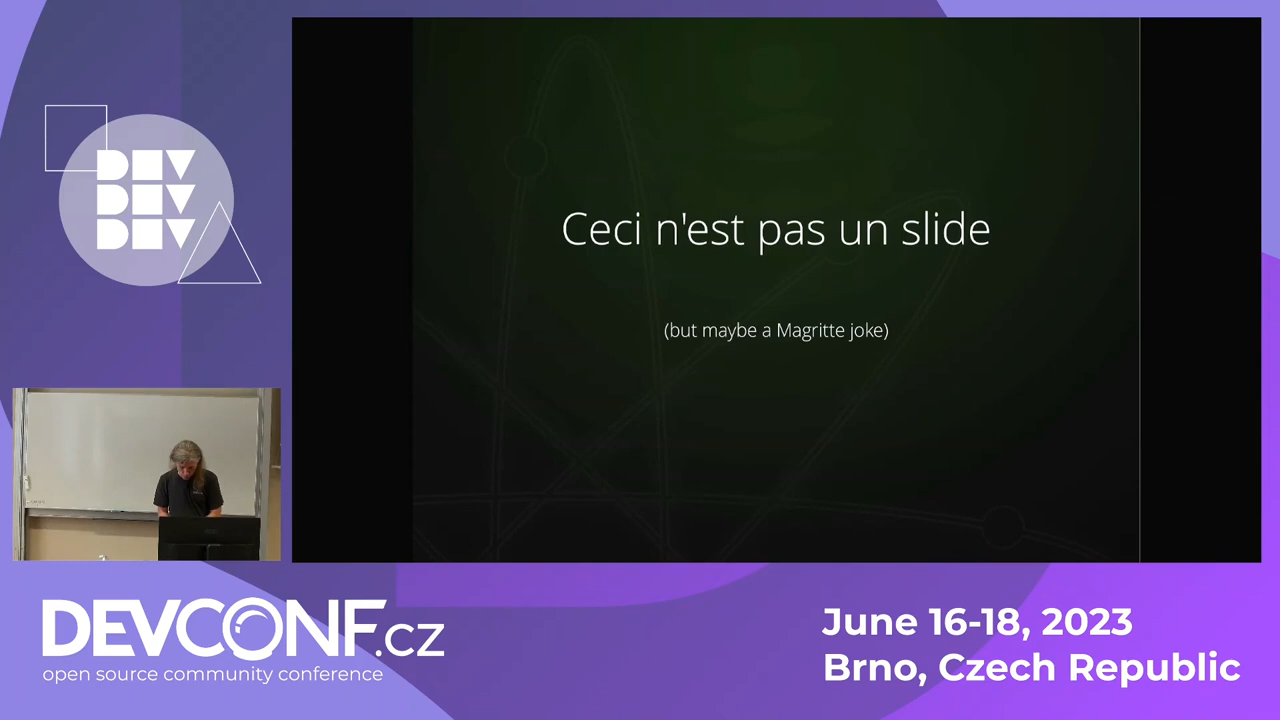 DEV
DEV
DEV
Ceci n'est pas un slide
(but maybe a Magritte joke)
DEVCONF.cz
open source community conference
June 16-18, 2023
Brno, Czech Republic